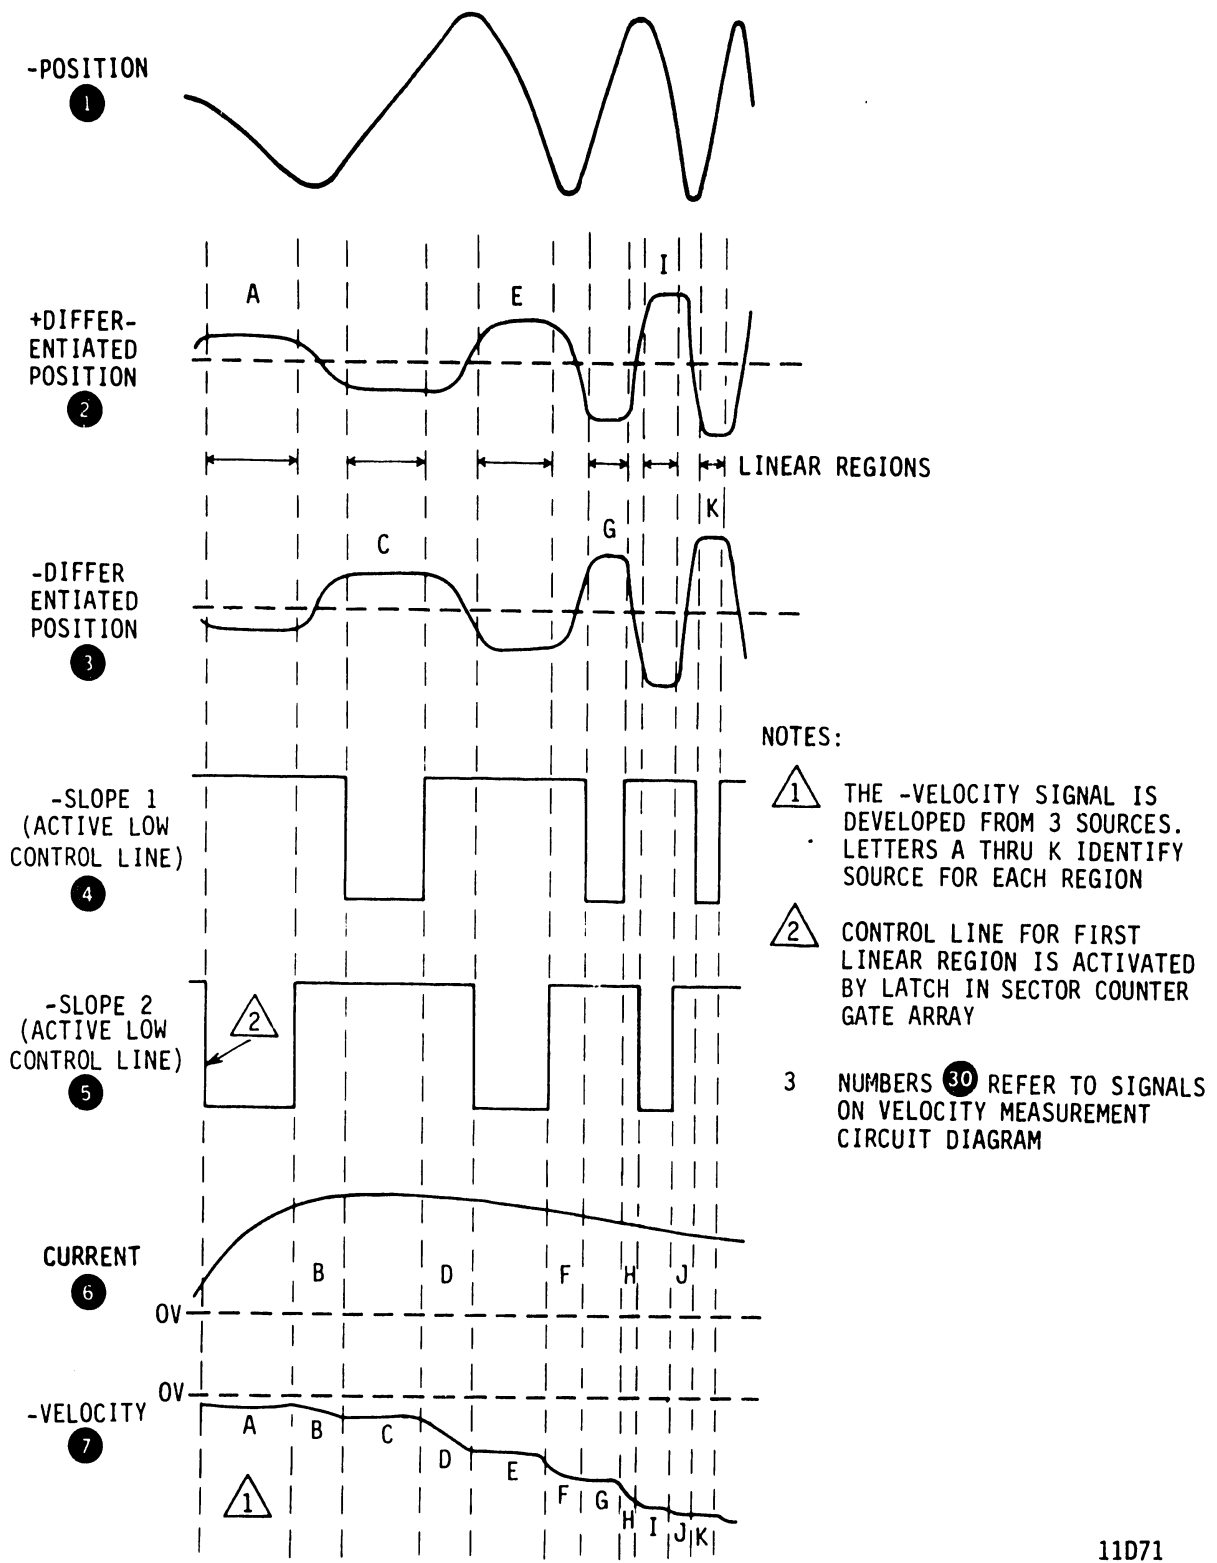 -POSITION
1
A
E
I
+DIFFER-
ENTIATED
POSITION
2
LINEAR REGIONS
C
G
K
-DIFFER
ENTIATED
POSITION
3
-SLOPE 1
(ACTIVE LOW
CONTROL LINE)
4
-SLOPE 2
(ACTIVE LOW
CONTROL LINE)
5
2
NOTES:
1 THE -VELOCITY SIGNAL IS
DEVELOPED FROM 3 SOURCES.
LETTERS A THRU K IDENTIFY
SOURCE FOR EACH REGION
2 CONTROL LINE FOR FIRST
LINEAR REGION IS ACTIVATED
BY LATCH IN SECTOR COUNTER
GATE ARRAY
3 NUMBERS 30 REFER TO SIGNALS
ON VELOCITY MEASUREMENT
CIRCUIT DIAGRAM
CURRENT
6
B D F H J
0V
0V
-VELOCITY
7
A B C D E F G H I J K
1
11D71